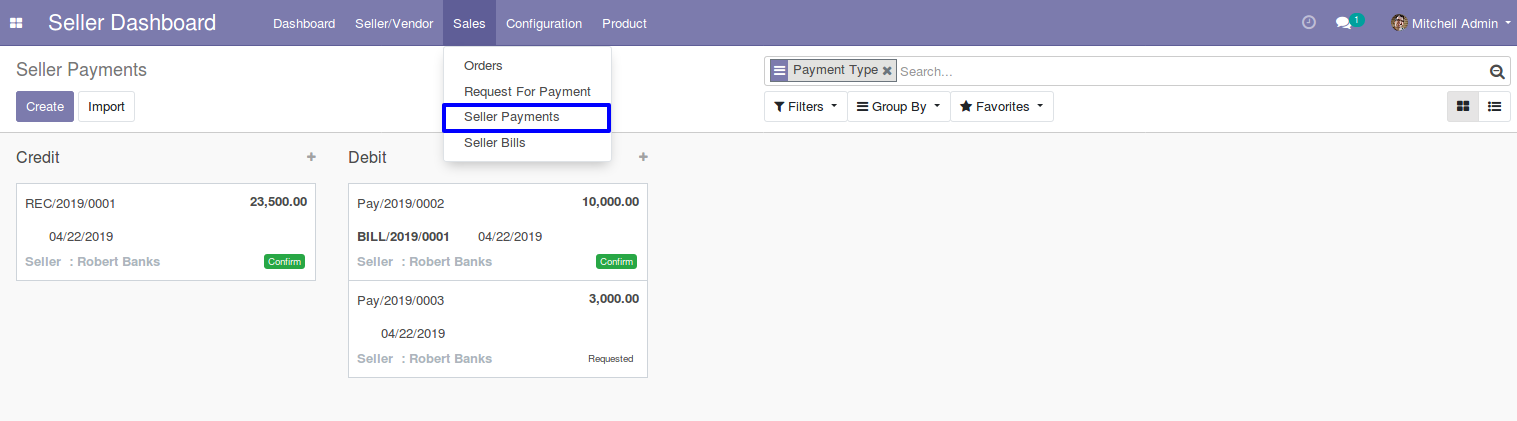 Seller Dashboard Dashboard Seller/Vendor Sales Configuration Product 1 Mitchell Admin
Seller Payments
Payment Type Search...
Create Import
Filters Group By Favorites
Orders
Request For Payment
Seller Payments
Seller Bills
Credit +
REC/2019/0001 23,500.00
04/22/2019
Seller : Robert Banks Confirm
Debit +
Pay/2019/0002 10,000.00
BILL/2019/0001 04/22/2019
Seller : Robert Banks Confirm
Pay/2019/0003 3,000.00
04/22/2019
Seller : Robert Banks Requested